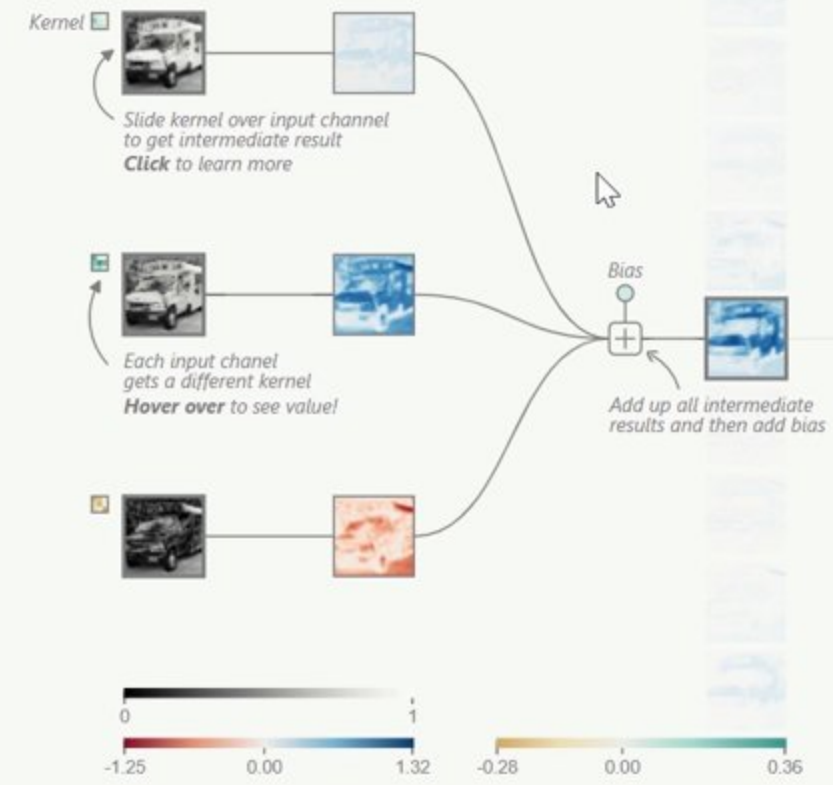 Kernel
Slide kernel over input channel
to get intermediate result
Click to learn more
Bias
Each input chanel
gets a different kernel
Hover over to see value!
Add up all intermediate
results and then add bias
0 1
-1.25 0.00 1.32
-0.28 0.00 0.36